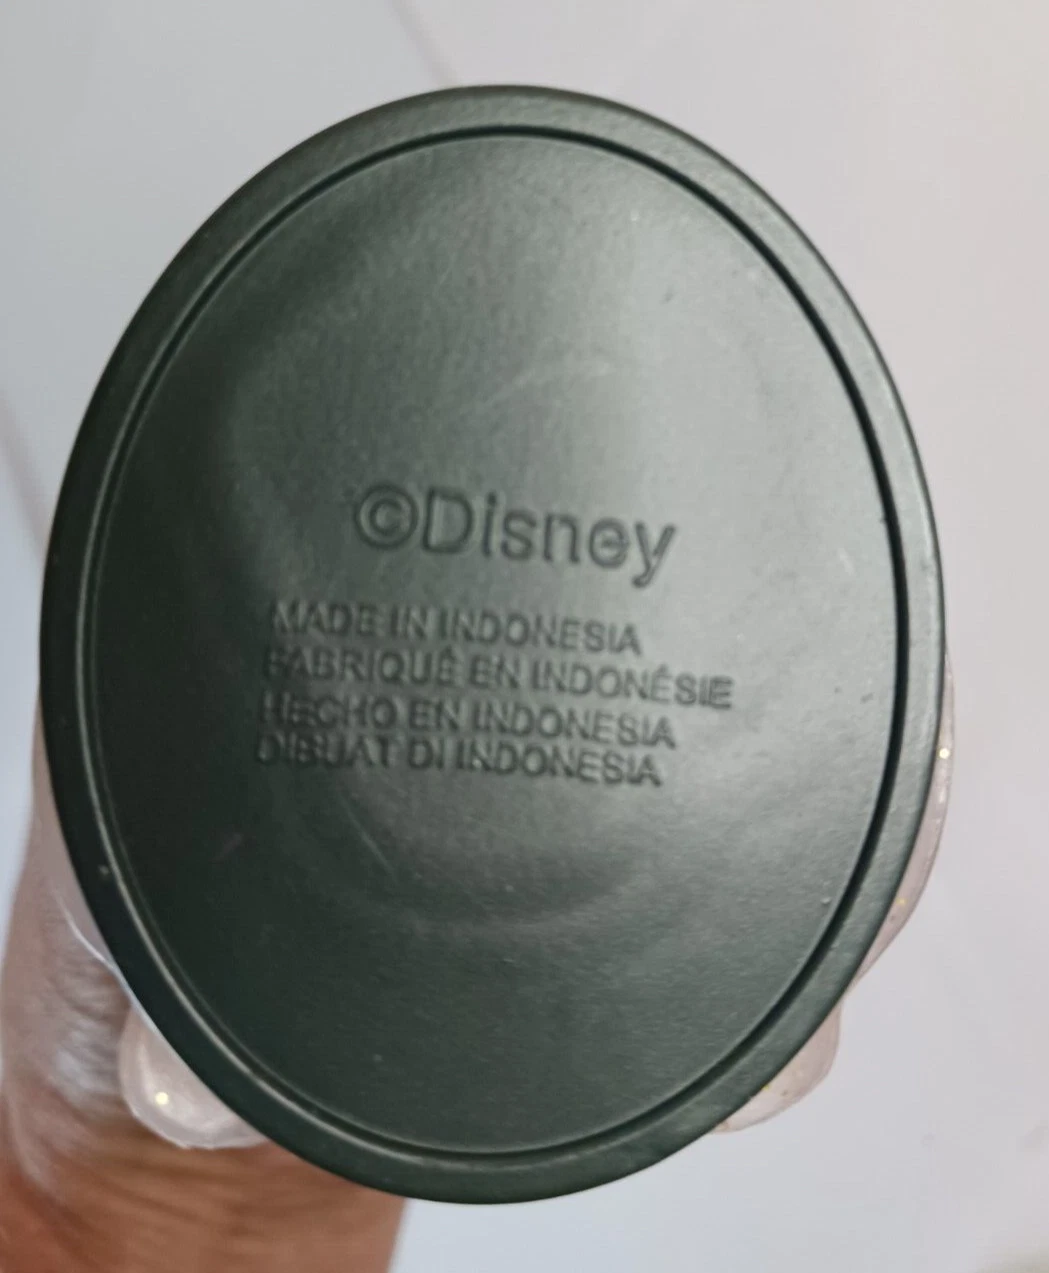 ©Disney
MADE IN INDONESIA
FABRIQUÉ EN INDONÉSIE
HECHO EN INDONESIA
DIBUAT DI INDONESIA